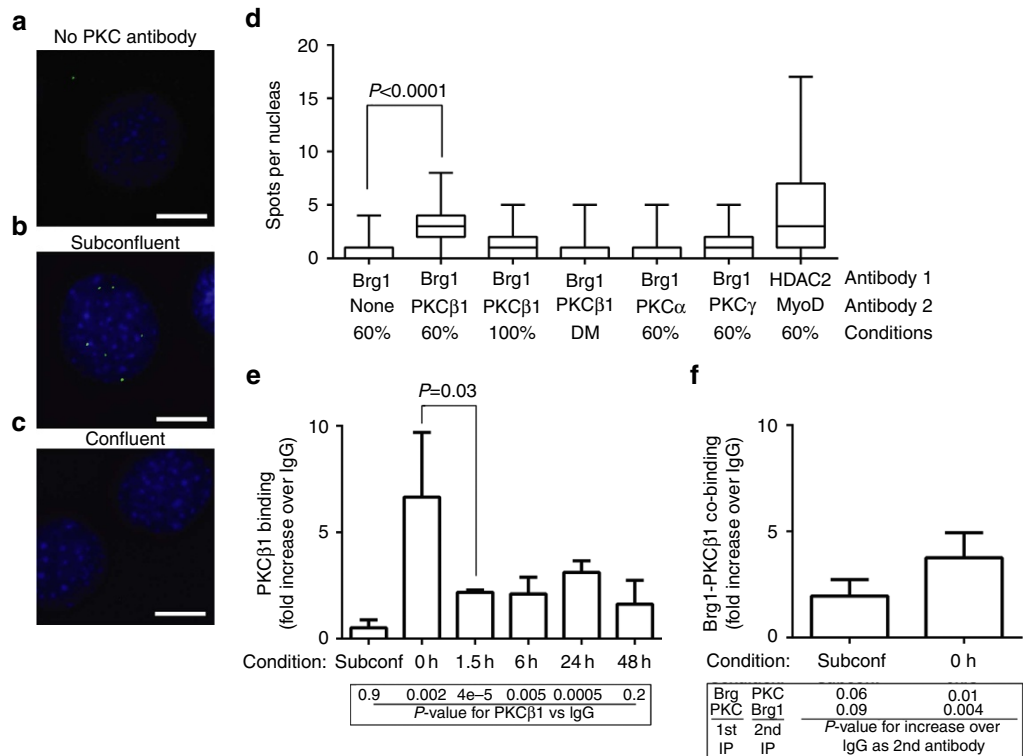 a
No PKC antibody
b
Subconfluent
c
Confluent
d
20
15
10
5
0
Spots per nucleas
P<0.0001
Brg1 Brg1 Brg1 Brg1 Brg1 Brg1 HDAC2 Antibody 1
None PKCβ1 PKCβ1 PKCβ1 PKCα PKCγ MyoD Antibody 2
60% 60% 100% DM 60% 60% 60% Conditions
e
P=0.03
10
5
0
PKCβ1 binding
(fold increase over IgG)
Condition: Subconf 0 h 1.5 h 6 h 24 h 48 h
0.9 0.002 4e–5 0.005 0.0005 0.2
P-value for PKCβ1 vs IgG
f
10
5
0
Brg1-PKCβ1 co-binding
(fold increase over IgG)
Condition: Subconf 0 h
Brg PKC 0.06 0.01
PKC Brg1 0.09 0.004
1st 2nd P-value for increase over
IP IP IgG as 2nd antibody